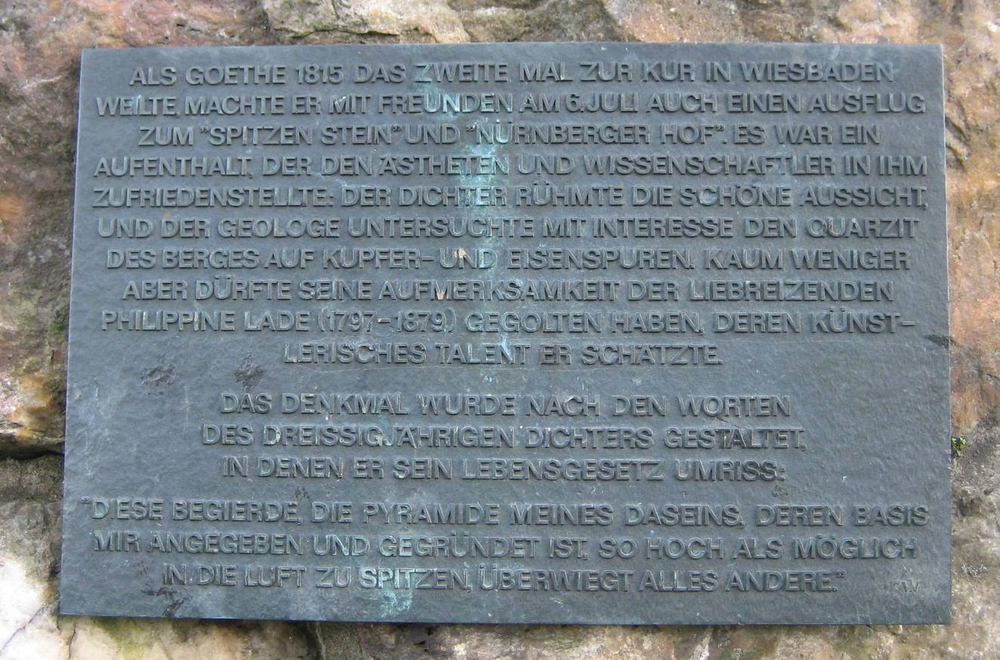 ALS GOETHE 1815 DAS ZWEITE MAL ZUR KUR IN WIESBADEN
WEILTE, MACHTE ER MIT FREUNDEN AM 6. JULI AUCH EINEN AUSFLUG
ZUM "SPITZEN STEIN" UND "NÜRNBERGER HOF". ES WAR EIN
AUFENTHALT, DER DEN ÄSTHETEN UND WISSENSCHAFTLER IN IHM
ZUFRIEDENSTELLTE: DER DICHTER RÜHMTE DIE SCHÖNE AUSSICHT,
UND DER GEOLOGE UNTERSUCHTE MIT INTERESSE DEN QUARZIT
DES BERGES AUF KUPFER- UND EISENSPUREN. KAUM WENIGER
ABER DÜRFTE SEINE AUFMERKSAMKEIT DER LIEBREIZENDEN
PHILIPPINE LADE (1797-1879) GEGOLTEN HABEN, DEREN KÜNST-
LERISCHES TALENT ER SCHÄTZTE.
DAS DENKMAL WURDE NACH DEN WORTEN
DES DREISSIGJÄHRIGEN DICHTERS GESTALTET,
IN DENEN ER SEIN LEBENSGESETZ UMRISS:
"DIESE BEGIERDE, DIE PYRAMIDE MEINES DASEINS, DEREN BASIS
MIR ANGEGEBEN UND GEGRÜNDET IST, SO HOCH ALS MÖGLICH
IN DIE LUFT ZU SPITZEN, ÜBERWIEGT ALLES ANDERE."